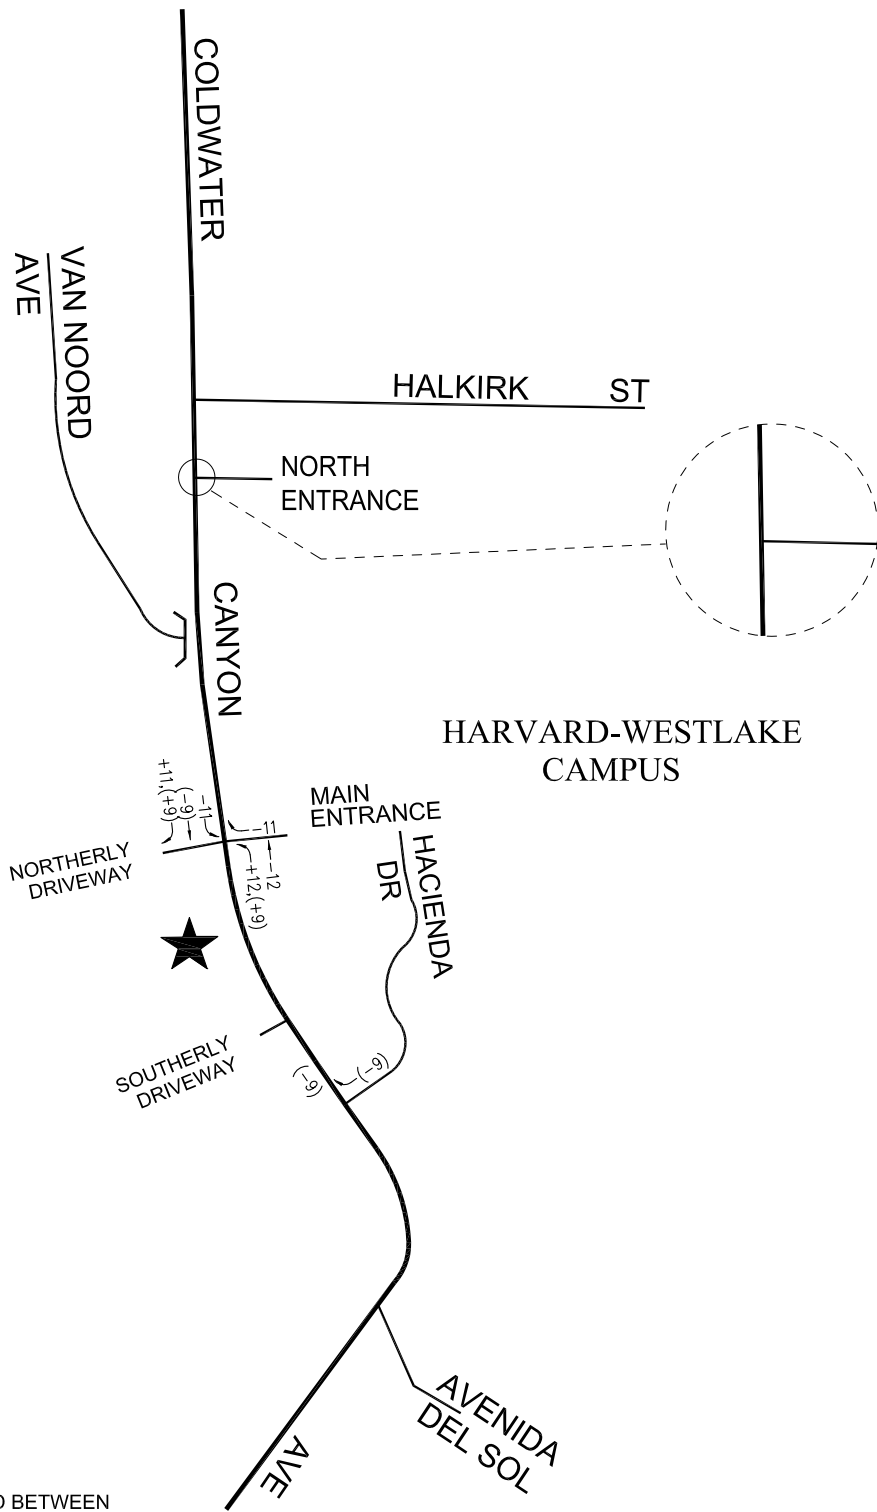 COLDWATER
VAN NOORD
AVE
HALKIRK ST
NORTH
ENTRANCE
CANYON
HARVARD-WESTLAKE
CAMPUS
+11,(+9)
(-9)
-11
-11
MAIN
ENTRANCE
-12
+12,(+9)
NORTHERLY
DRIVEWAY
HACIENDA
DR
SOUTHERLY
DRIVEWAY
(-9)
(-9)
AVENIDA
DEL SOL
AVE
BETWEEN